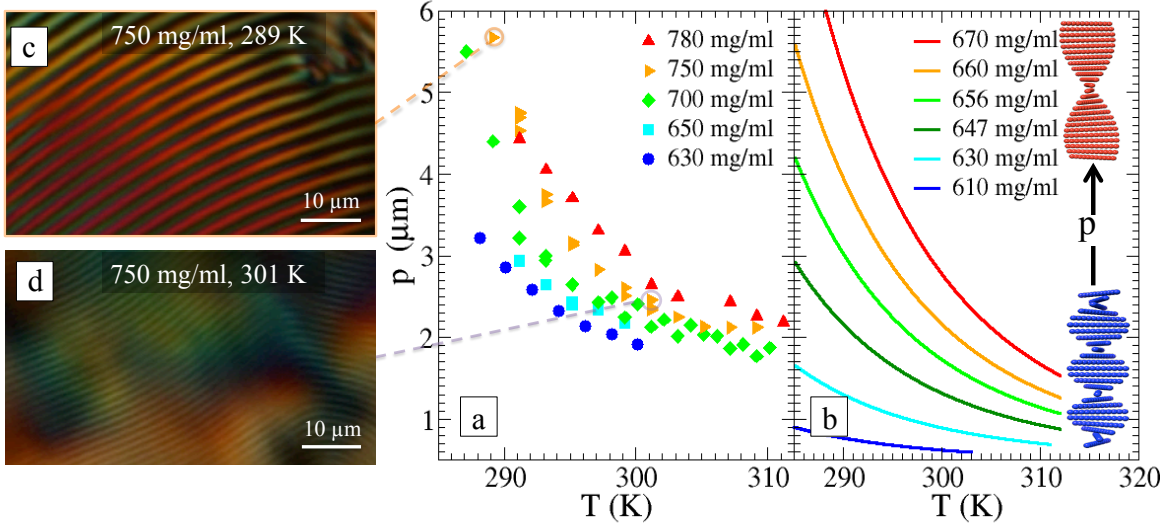 c
750 mg/ml, 289 K
10 µm
d
750 mg/ml, 301 K
10 µm
p (µm)
6
5
4
3
2
1
780 mg/ml
750 mg/ml
700 mg/ml
650 mg/ml
630 mg/ml
a
290
300
310
T (K)
670 mg/ml
660 mg/ml
656 mg/ml
647 mg/ml
630 mg/ml
610 mg/ml
p
b
290
300
310
320
T (K)